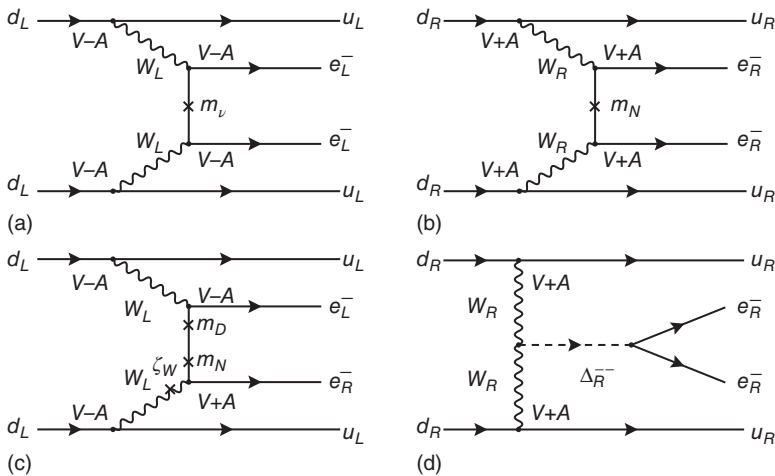 d_L V–A u_L
W_L V–A e_L^–
m_ν
W_L V–A e_L^–
d_L V–A u_L
(a)
d_R V+A u_R
W_R V+A e_R^–
m_N
W_R V+A e_R^–
d_R V+A u_R
(b)
d_L V–A u_L
W_L V–A e_L^–
m_D
ζ_W m_N
W_L V+A e_R^–
d_L V–A u_L
(c)
d_R V+A u_R
W_R e_R^–
Δ_R^––
W_R e_R^–
d_R V+A u_R
(d)